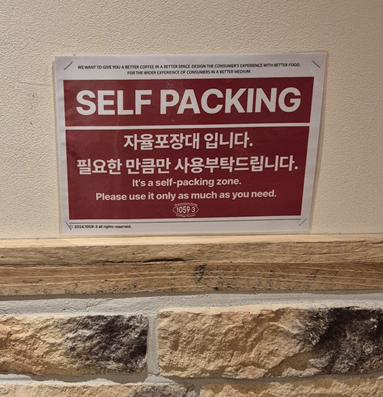 WE WANT TO GIVE YOU A BETTER COFFEE IN A BETTER SPACE. DESIGN THE CONSUMER'S EXPERIENCE WITH BETTER FOOD,
FOR THE WIDER EXPERIENCE OF CONSUMERS IN A BETTER MEDIUM.
SELF PACKING
자율포장대 입니다.
필요한 만큼만 사용부탁드립니다.
It's a self-packing zone.
Please use it only as much as you need.
1059·3
ⓒ 2024.1059·3 all rights reserved.